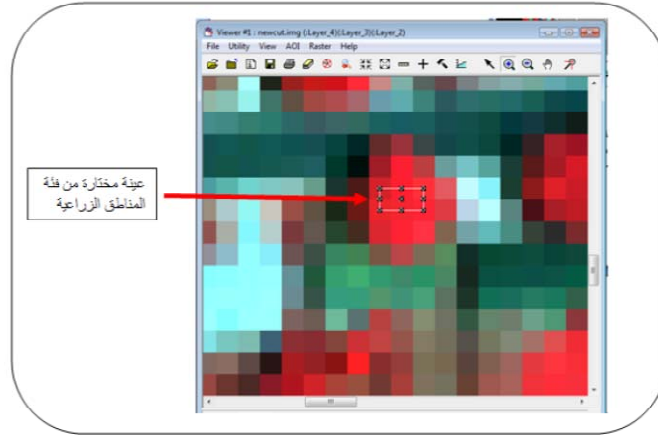 Viewer #1 : newcut.img (:Layer_4)(:Layer_3)(:Layer_2)
File Utility View AOI Raster Help
عينة مختارة من فئة
المناطق الزراعية